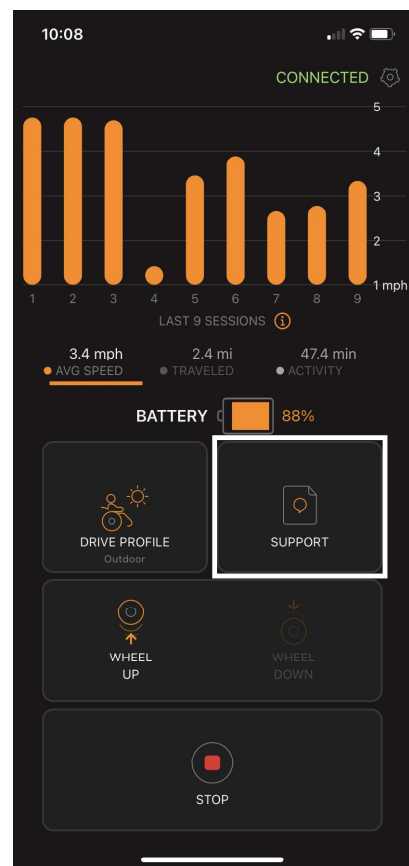 10:08
CONNECTED
5
4
3
2
1 mph
1 2 3 4 5 6 7 8 9
LAST 9 SESSIONS i
3.4 mph 2.4 mi 47.4 min
AVG SPEED TRAVELED ACTIVITY
BATTERY 88%
DRIVE PROFILE SUPPORT
Outdoor
WHEEL WHEEL
UP DOWN
STOP